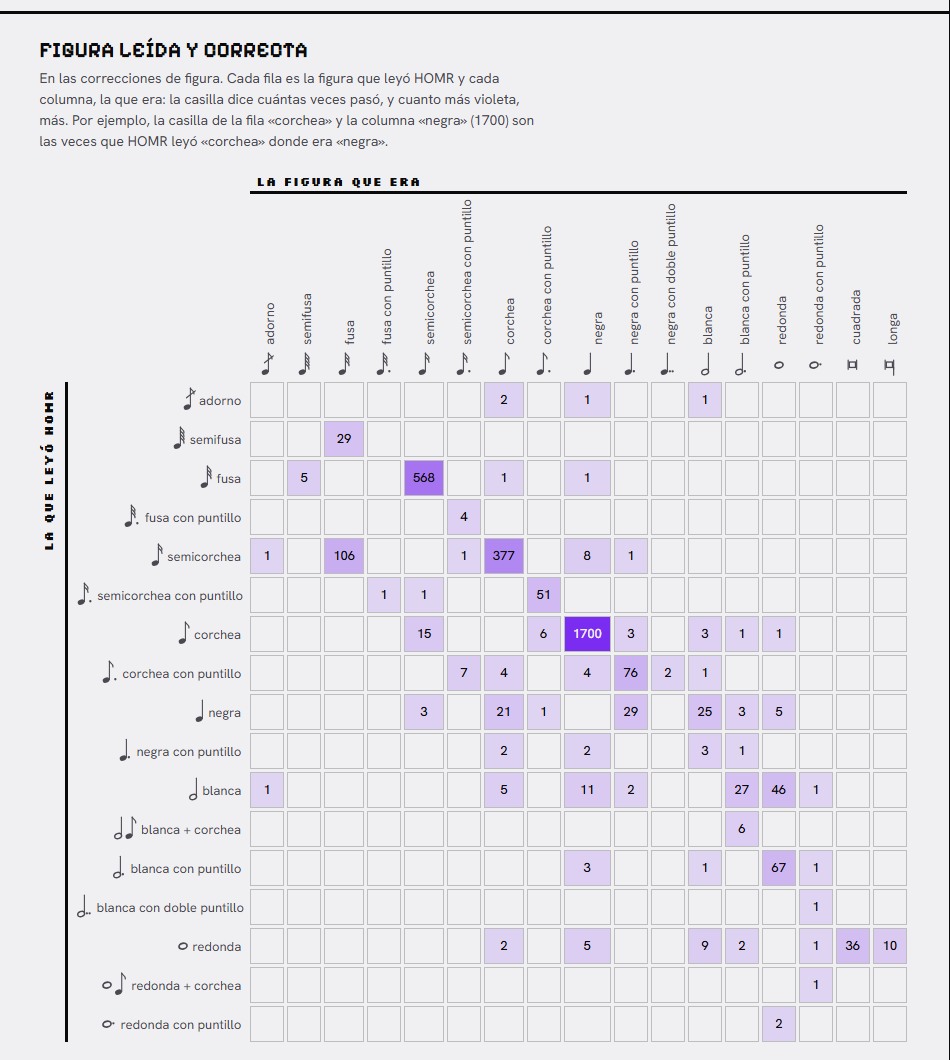 FIGURA LEÍDA Y CORRECTA
En las correcciones de figura. Cada fila es la figura que leyó HOMR y cada
columna, la que era: la casilla dice cuántas veces pasó, y cuanto más violeta,
más. Por ejemplo, la casilla de la fila «corchea» y la columna «negra» (1700) son
las veces que HOMR leyó «corchea» donde era «negra».
LA FIGURA QUE ERA
adorno
semifusa
fusa
fusa con puntillo
semicorchea
semicorchea con puntillo
corchea
corchea con puntillo
negra
negra con puntillo
negra con doble puntillo
blanca
blanca con puntillo
redonda
redonda con puntillo
cuadrada
longa
LA QUE LEYÓ HOMR
adorno 2 1 1
semifusa 29
fusa 5 568 1 1
fusa con puntillo 4
semicorchea 1 106 1 377 8 1
semicorchea con puntillo 1 1 51
corchea 15 6 1700 3 3 1 1
corchea con puntillo 7 4 4 76 2 1
negra 3 21 1 29 25 3 5
negra con puntillo 2 2 3 1
blanca 1 5 11 2 27 46 1
blanca + corchea 6
blanca con puntillo 3 1 67 1
blanca con doble puntillo 1
redonda 2 5 9 2 1 36 10
redonda + corchea 1
redonda con puntillo 2